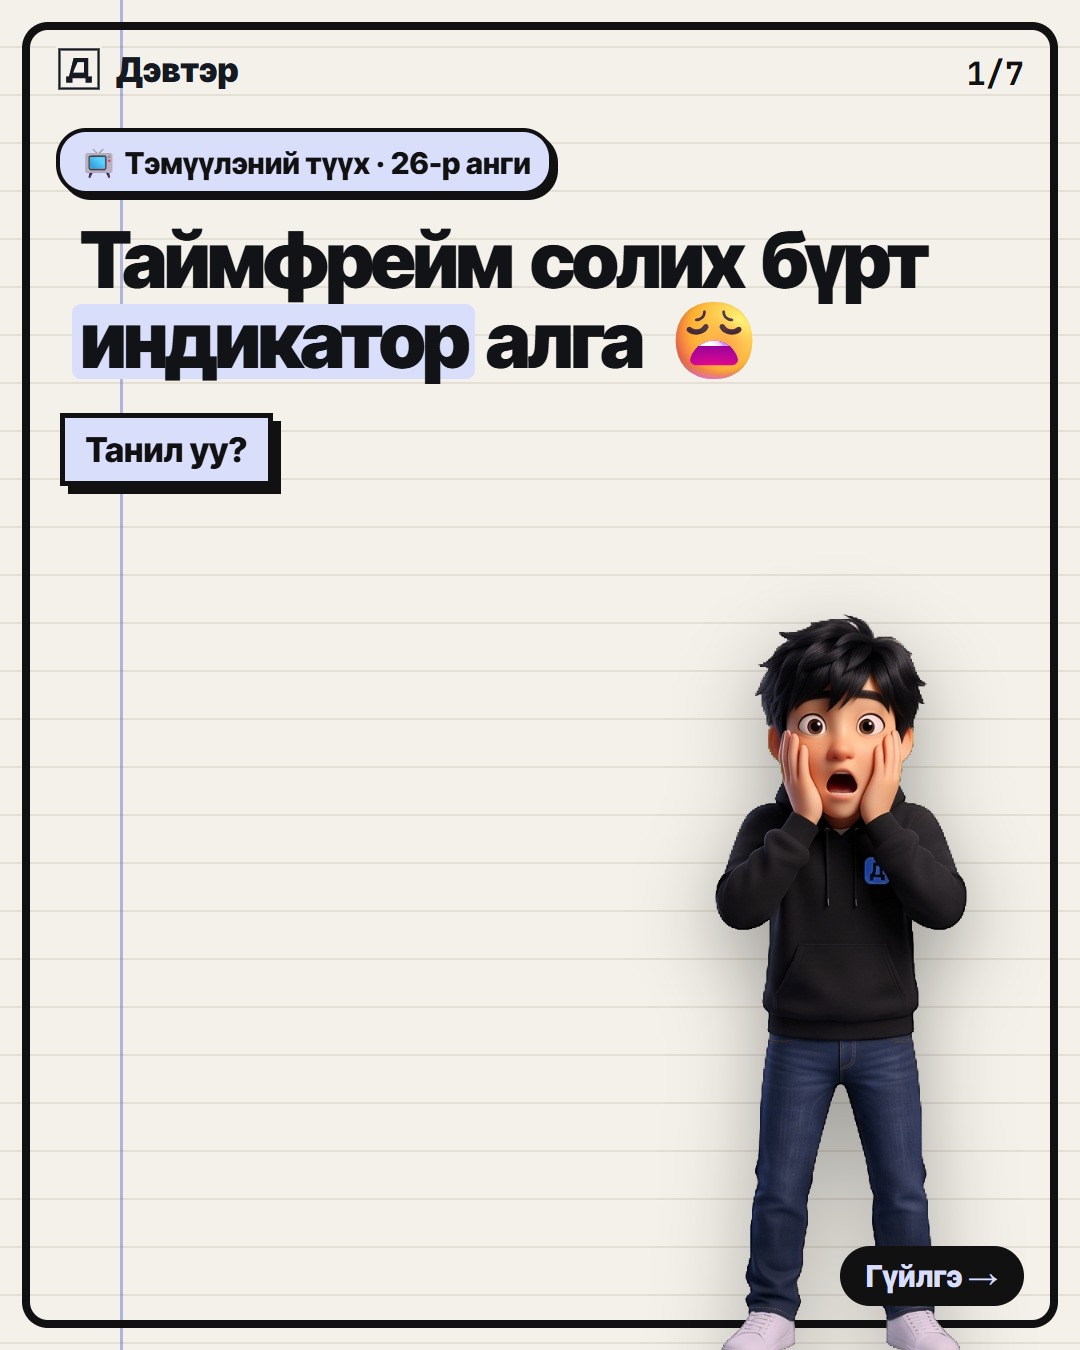 Д Дэвтэр
1/7
📺 Тэмүүлэний түүх · 26-р анги
Таймфрейм солих бүрт
индикатор алга 😩
Танил уу?
Д
Гүйлгэ →